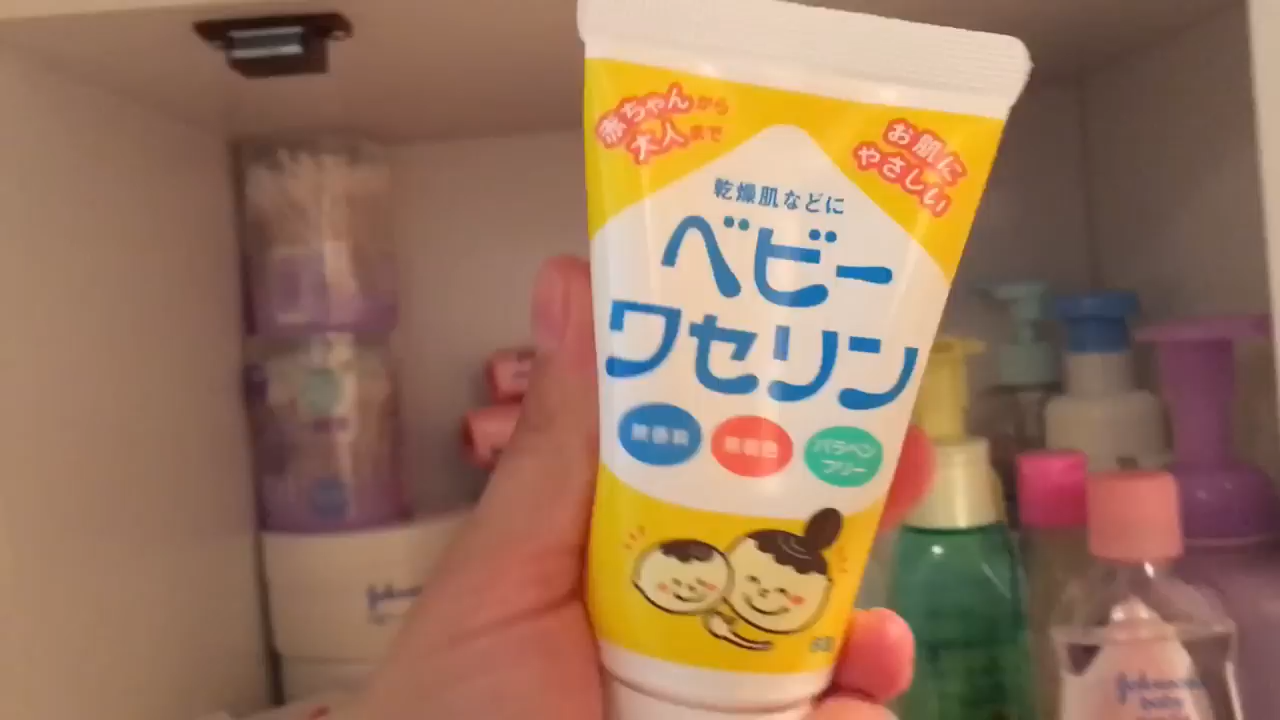 赤ちゃんから
大人まで
お肌に
やさしい
乾燥肌などに
ベビー
ワセリン
無香料
無着色
パラベン
フリー
Johnson's
baby